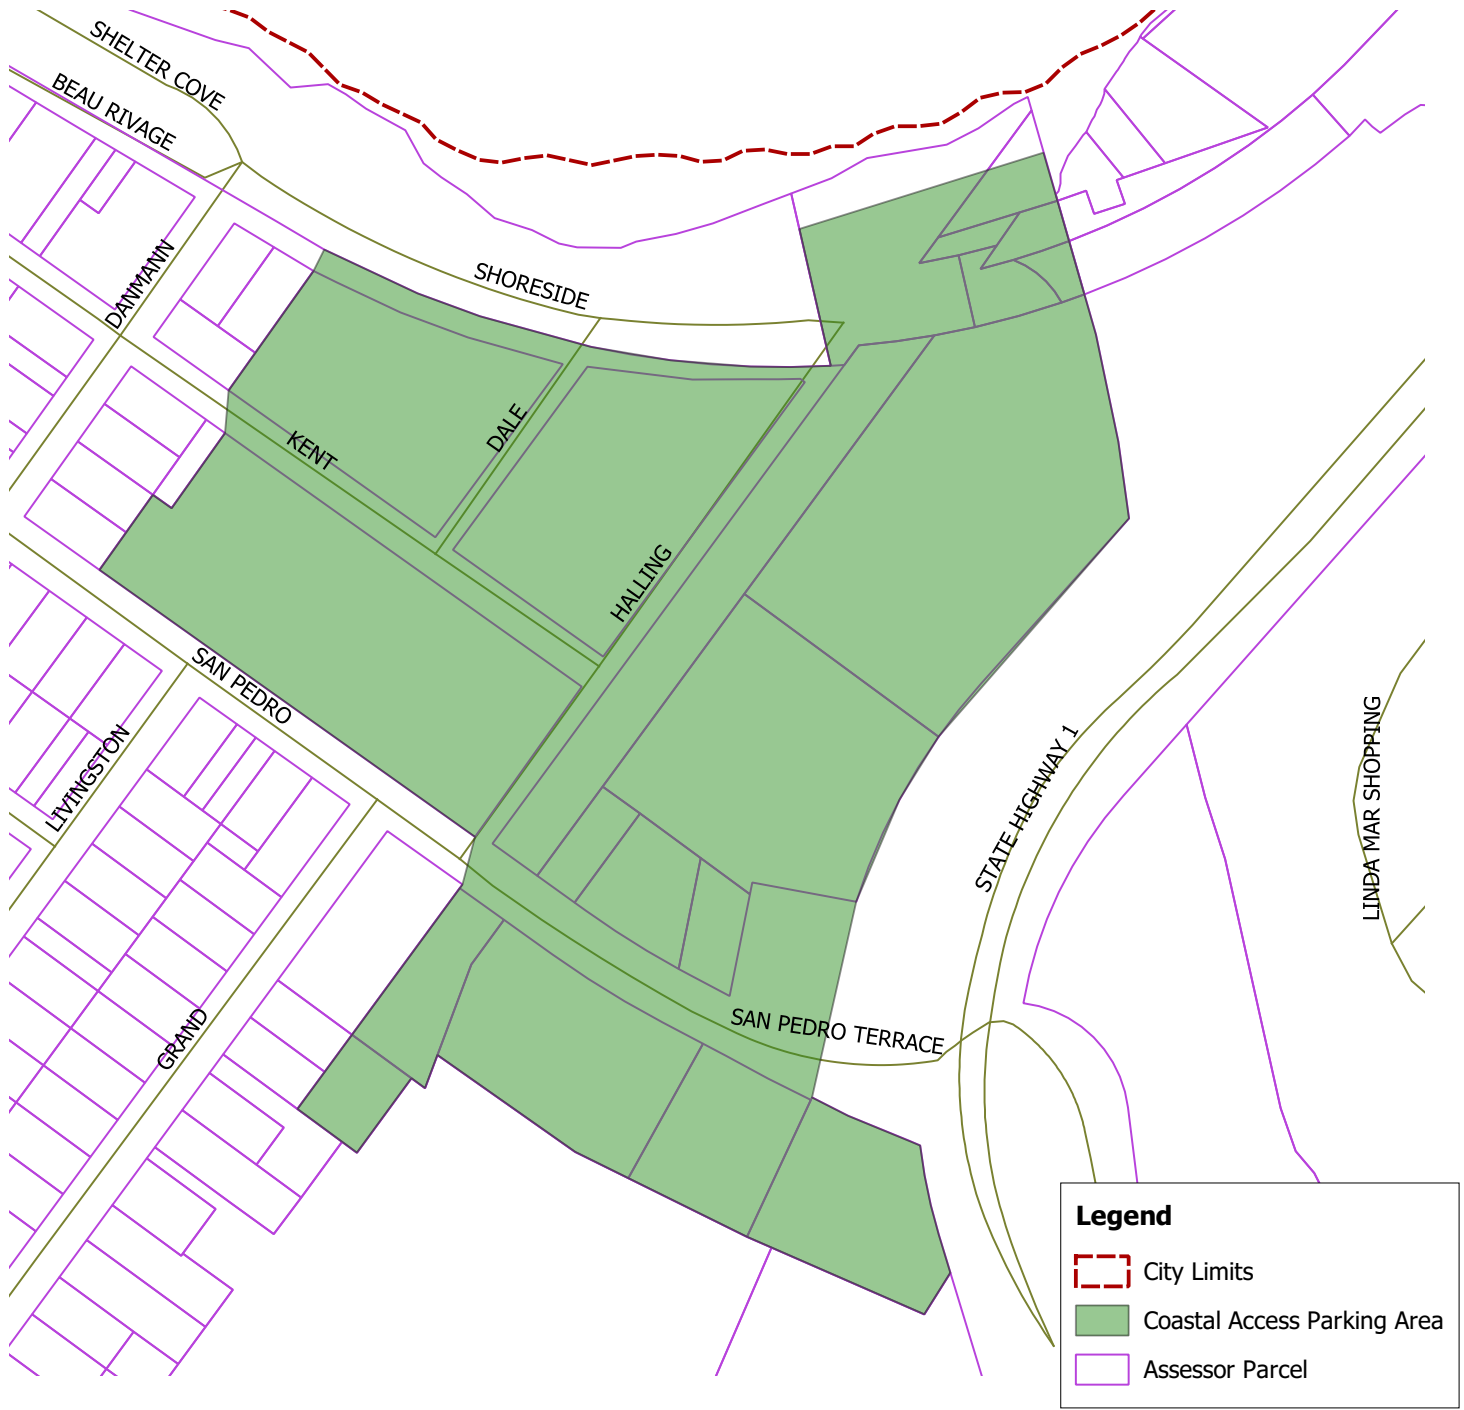 SHELTER COVE
BEAU RIVAGE
DANMANN
SHORESIDE
KENT
DALE
HALLING
SAN PEDRO
LIVINGSTON
GRAND
SAN PEDRO TERRACE
STATE HIGHWAY 1
LINDA MAR SHOPPING
Legend
City Limits
Coastal Access Parking Area
Assessor Parcel